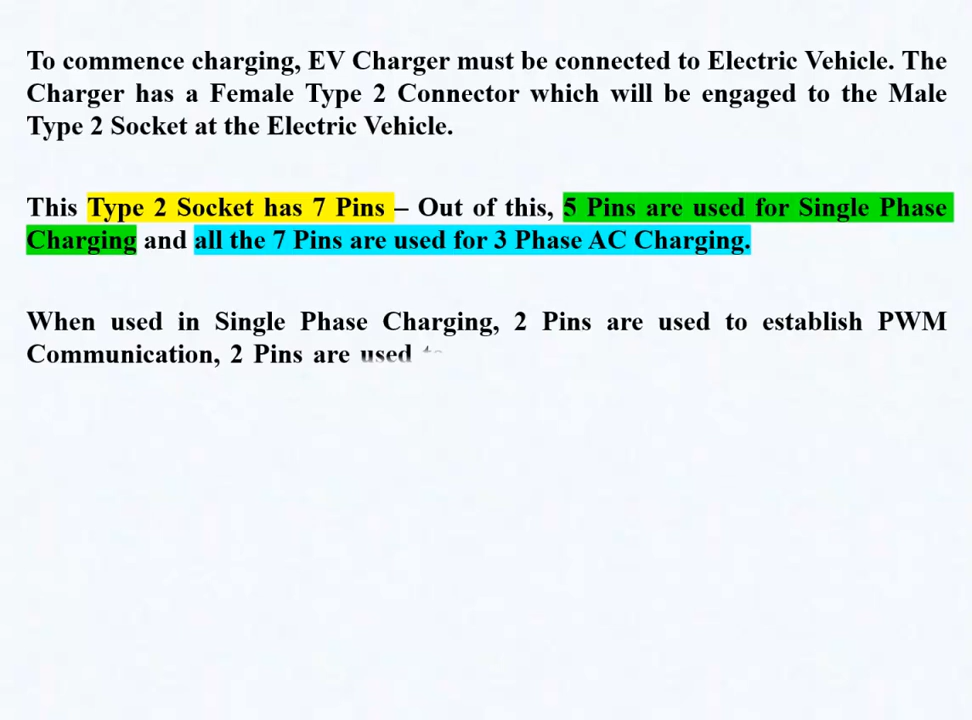 To commence charging, EV Charger must be connected to Electric Vehicle. The
Charger has a Female Type 2 Connector which will be engaged to the Male
Type 2 Socket at the Electric Vehicle.
This Type 2 Socket has 7 Pins – Out of this, 5 Pins are used for Single Phase
Charging and all the 7 Pins are used for 3 Phase AC Charging.
When used in Single Phase Charging, 2 Pins are used to establish PWM
Communication, 2 Pins are used